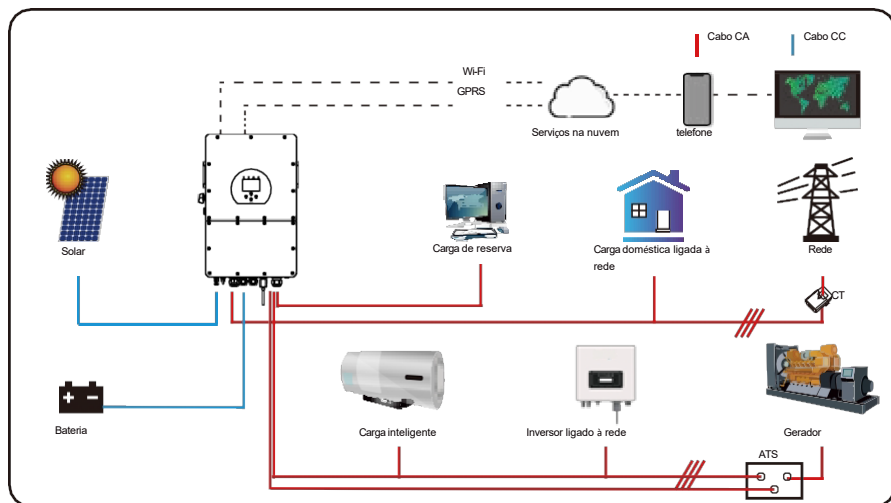 Cabo CA
Cabo CC
Wi-Fi
GPRS
Serviços na nuvem
telefone
Solar
Carga de reserva
Carga doméstica ligada à
rede
Rede
CT
Bateria
Carga inteligente
Inversor ligado à rede
Gerador
ATS